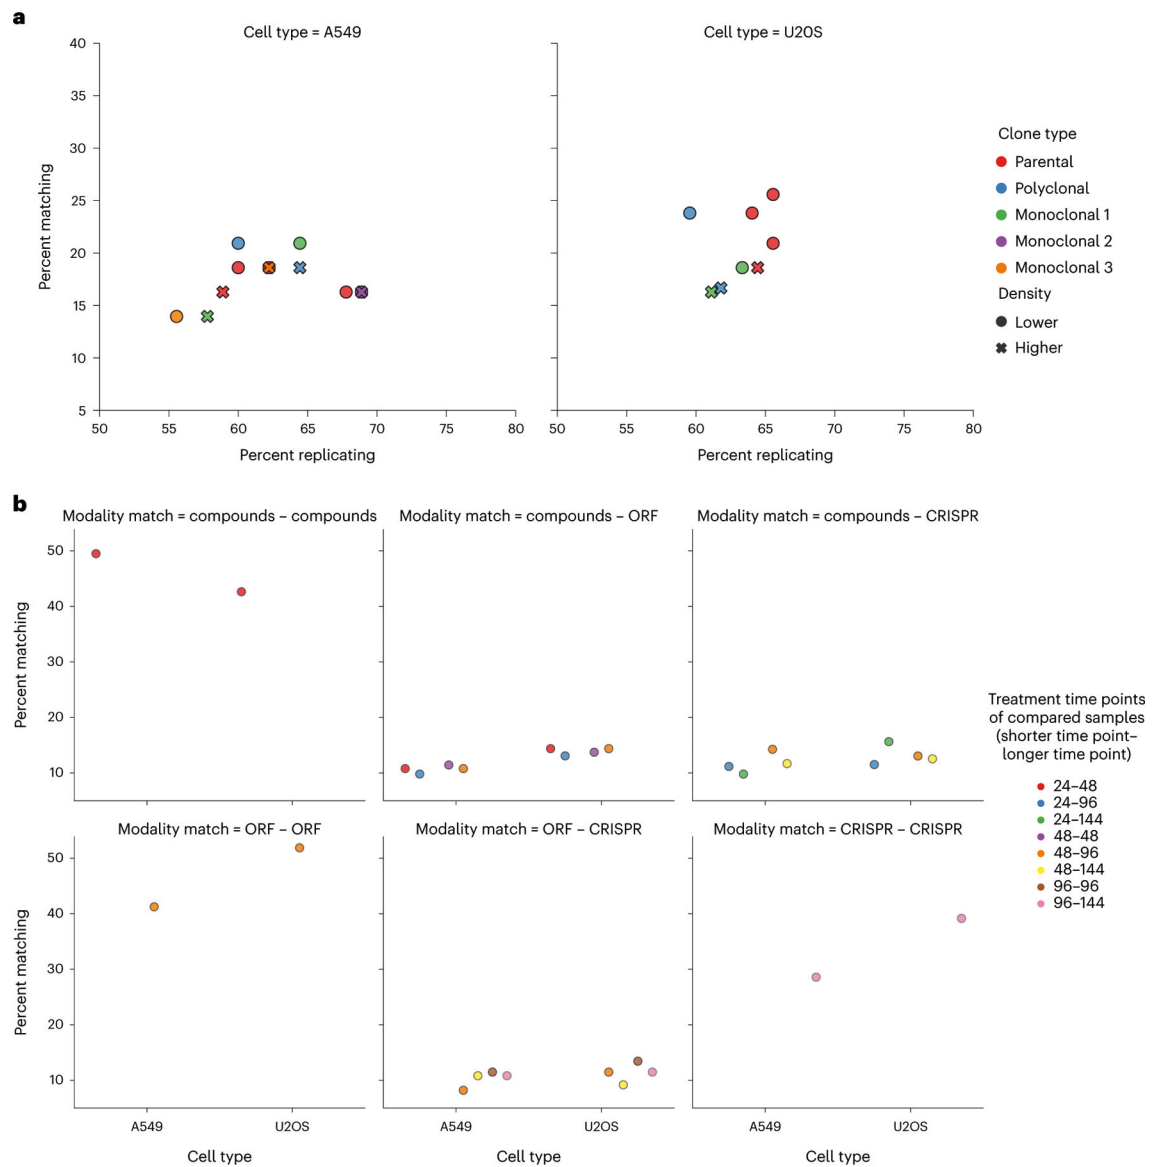 a
Cell type = A549
Cell type = U2OS
40
35
30
25
20
15
10
5
Percent matching
50 55 60 65 70 75 80
50 55 60 65 70 75 80
Percent replicating
Percent replicating
Clone type
Parental
Polyclonal
Monoclonal 1
Monoclonal 2
Monoclonal 3
Density
Lower
Higher
b
Modality match = compounds – compounds
Modality match = compounds – ORF
Modality match = compounds – CRISPR
50
40
30
20
10
Percent matching
Modality match = ORF – ORF
Modality match = ORF – CRISPR
Modality match = CRISPR – CRISPR
50
40
30
20
10
Percent matching
A549 U2OS
A549 U2OS
A549 U2OS
Cell type
Cell type
Cell type
Treatment time points
of compared samples
(shorter time point–
longer time point)
24–48
24–96
24–144
48–48
48–96
48–144
96–96
96–144